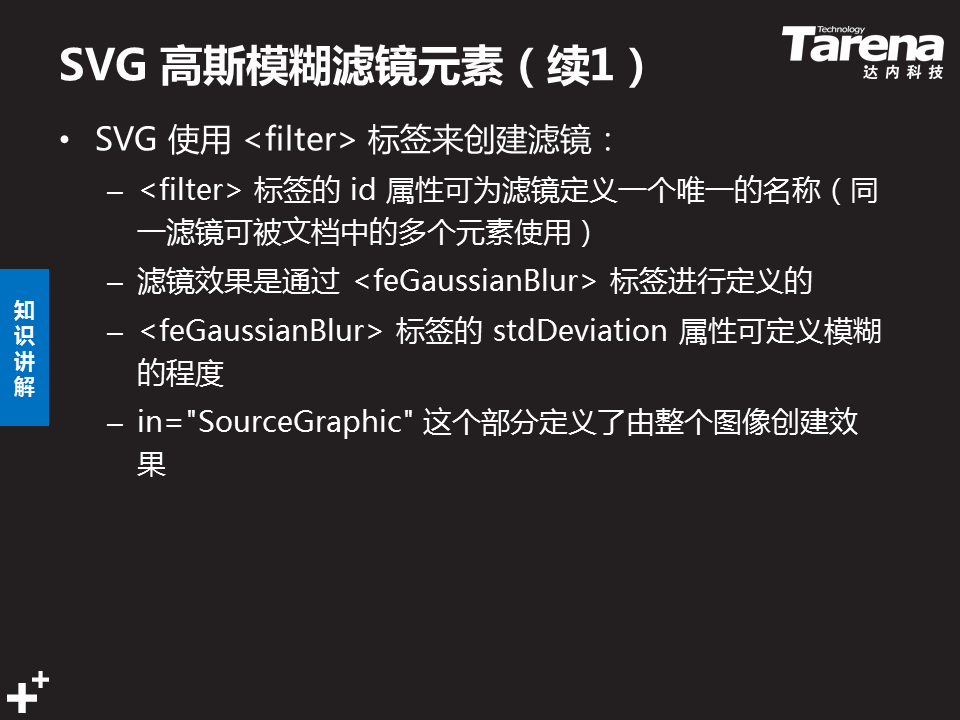 SVG 高斯模糊滤镜元素（续1）
Technology
Tarena
达内科技
• SVG 使用 <filter> 标签来创建滤镜：
– <filter> 标签的 id 属性可为滤镜定义一个唯一的名称（同
一滤镜可被文档中的多个元素使用）
– 滤镜效果是通过 <feGaussianBlur> 标签进行定义的
– <feGaussianBlur> 标签的 stdDeviation 属性可定义模糊
的程度
– in="SourceGraphic" 这个部分定义了由整个图像创建效
果
知
识
讲
解